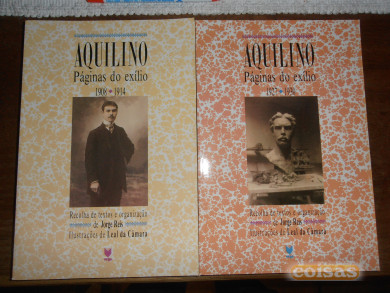 AQUILINO
Páginas do exílio
1908 - 1914
Recolha de textos e organização
de Jorge Reis
Ilustrações de Leal da Câmara
AQUILINO
Páginas do exílio
Recolha de textos e organização
de Jorge Reis
Ilustrações de Leal da Câmara
coisas